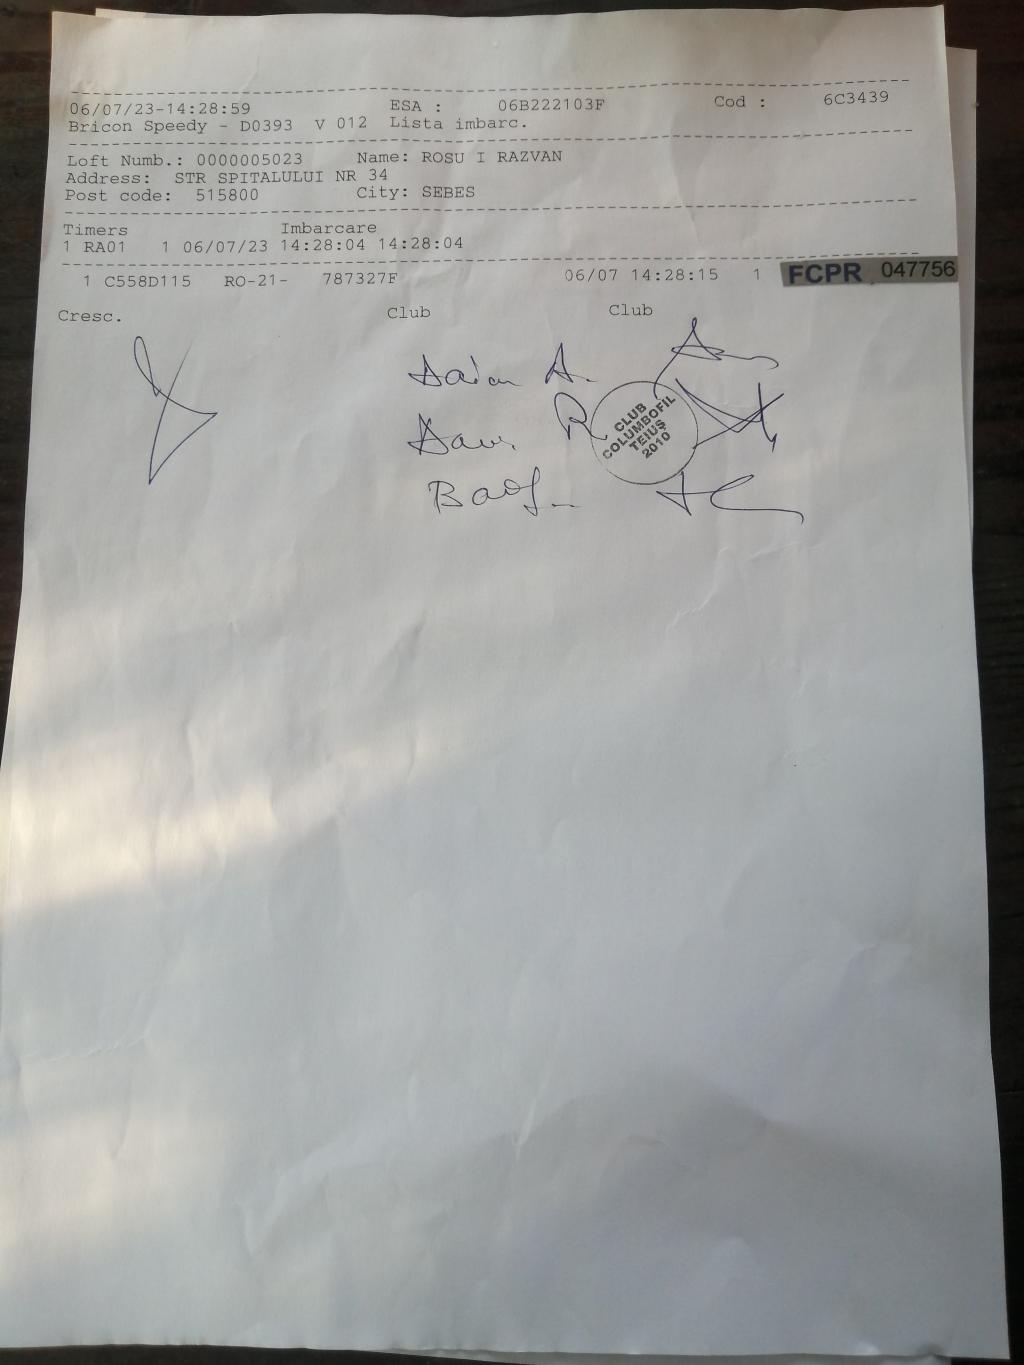 06/07/23-14:28:59 ESA : 06B222103F Cod : 6C3439
Bricon Speedy - D0393 V 012 Lista imbarc.
Loft Numb.: 0000005023 Name: ROSU I RAZVAN
Address: STR SPITALULUI NR 34
Post code: 515800 City: SEBES
Timers Imbarcare
1 RA01 1 06/07/23 14:28:04 14:28:04
1 C558D115 RO-21- 787327F 06/07 14:28:15 1 FCPR 047756
Cresc. Club Club
A.
R
CLUB
COLUMBOFIL
TEIUȘ
2010